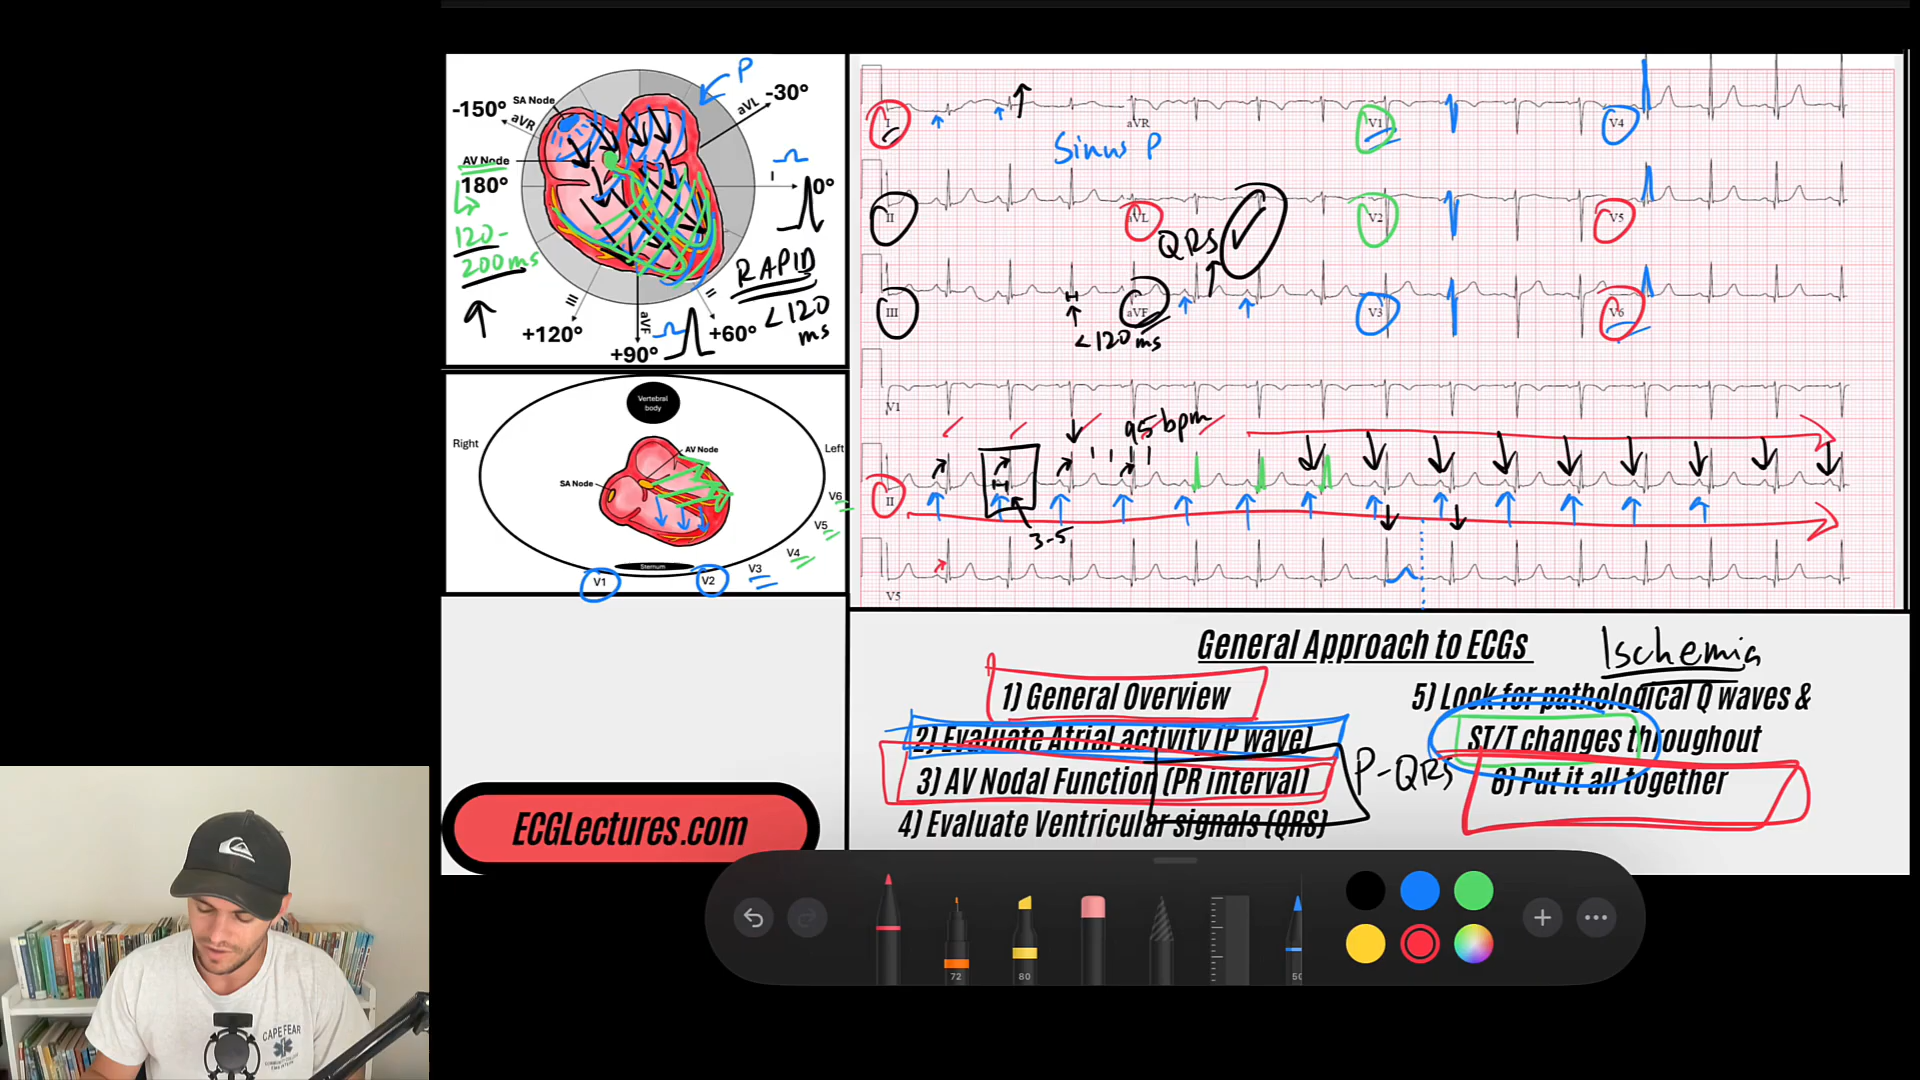 P
-30°
aVL
SA Node
-150°
aVR
AV Node
180°
120-
200ms
I
0°
RAPID
<120
ms
III
+120°
aVF
+90°
II
+60°
Vertebral
body
Right
Left
AV Node
SA Node
V6
V5
V4
V3
Sternum
V1
V2
I
aVR
V1
V4
Sinus P
II
aVL
V2
V5
QRS
III
aVF
V3
V6
<120ms
V1
95bpm
II
3-5
V5
General Approach to ECGs
Ischemia
1) General Overview
2) Evaluate Atrial activity (P wave)
3) AV Nodal Function (PR interval)
P-QRS
4) Evaluate Ventricular signals (QRS)
5) Look for pathological Q waves &
ST/T changes throughout
6) Put it all together
ECGLectures.com
72
80
50
CAPE FEAR